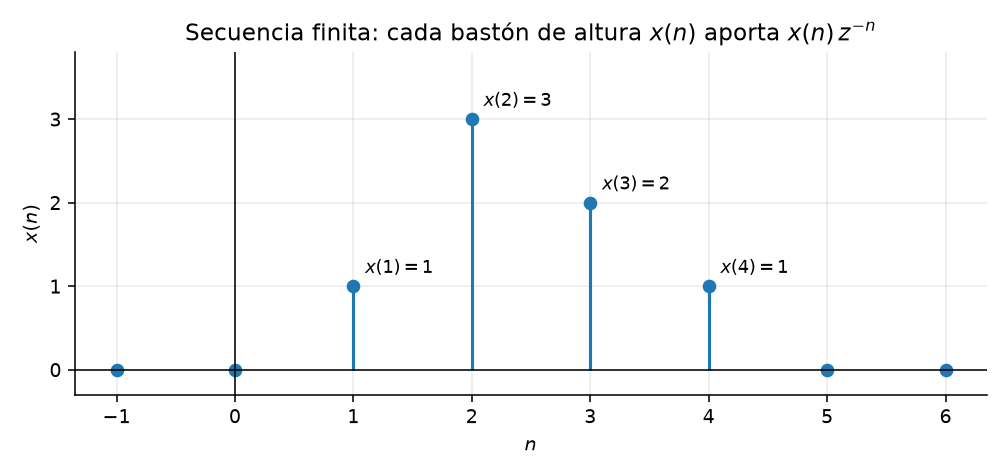 Secuencia finita: cada bastón de altura x(n) aporta x(n) z⁻ⁿ
x(n)
3
2
1
0
x(1) = 1
x(2) = 3
x(3) = 2
x(4) = 1
−1 0 1 2 3 4 5 6
n